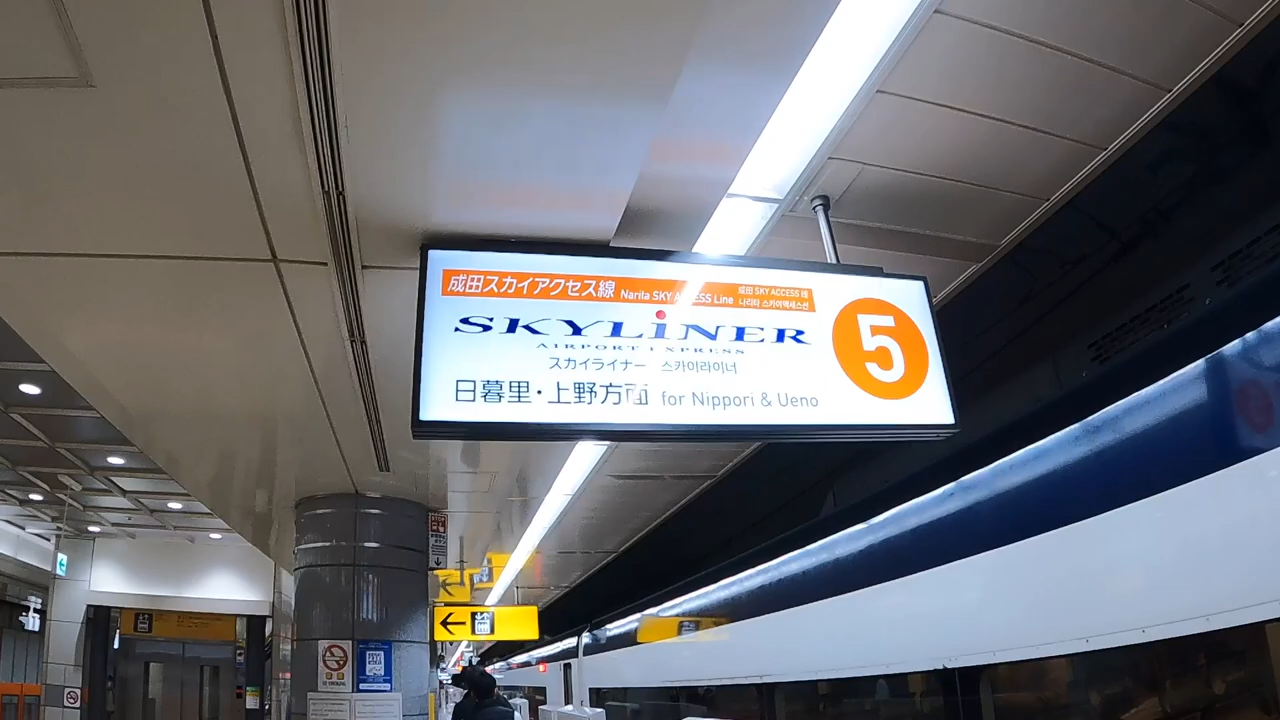 成田スカイアクセス線 Narita SKY ACCESS Line 成田 SKY ACCESS 线
나리타 스카이액세스선
SKYLINER
AIRPORT EXPRESS
スカイライナー 스카이라이너
日暮里・上野方面 for Nippori & Ueno
5